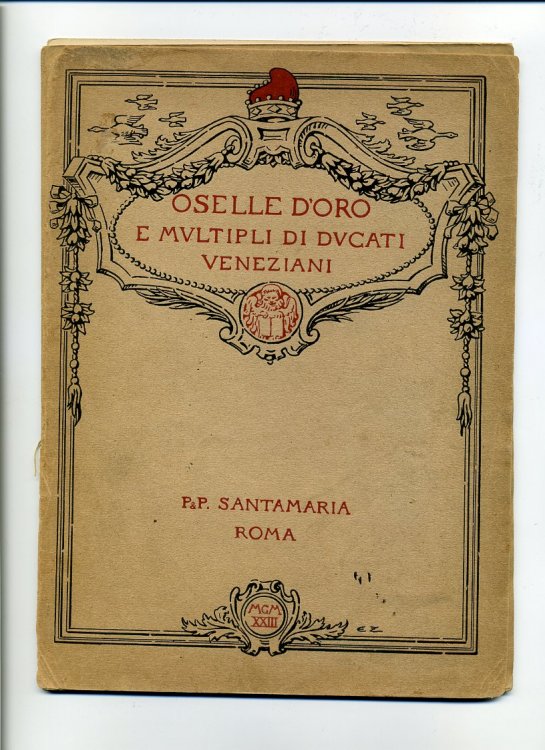 OSELLE D'ORO
E MVLTIPLI DI DVCATI
VENEZIANI
P&P. SANTAMARIA
ROMA
MCM
XXIII